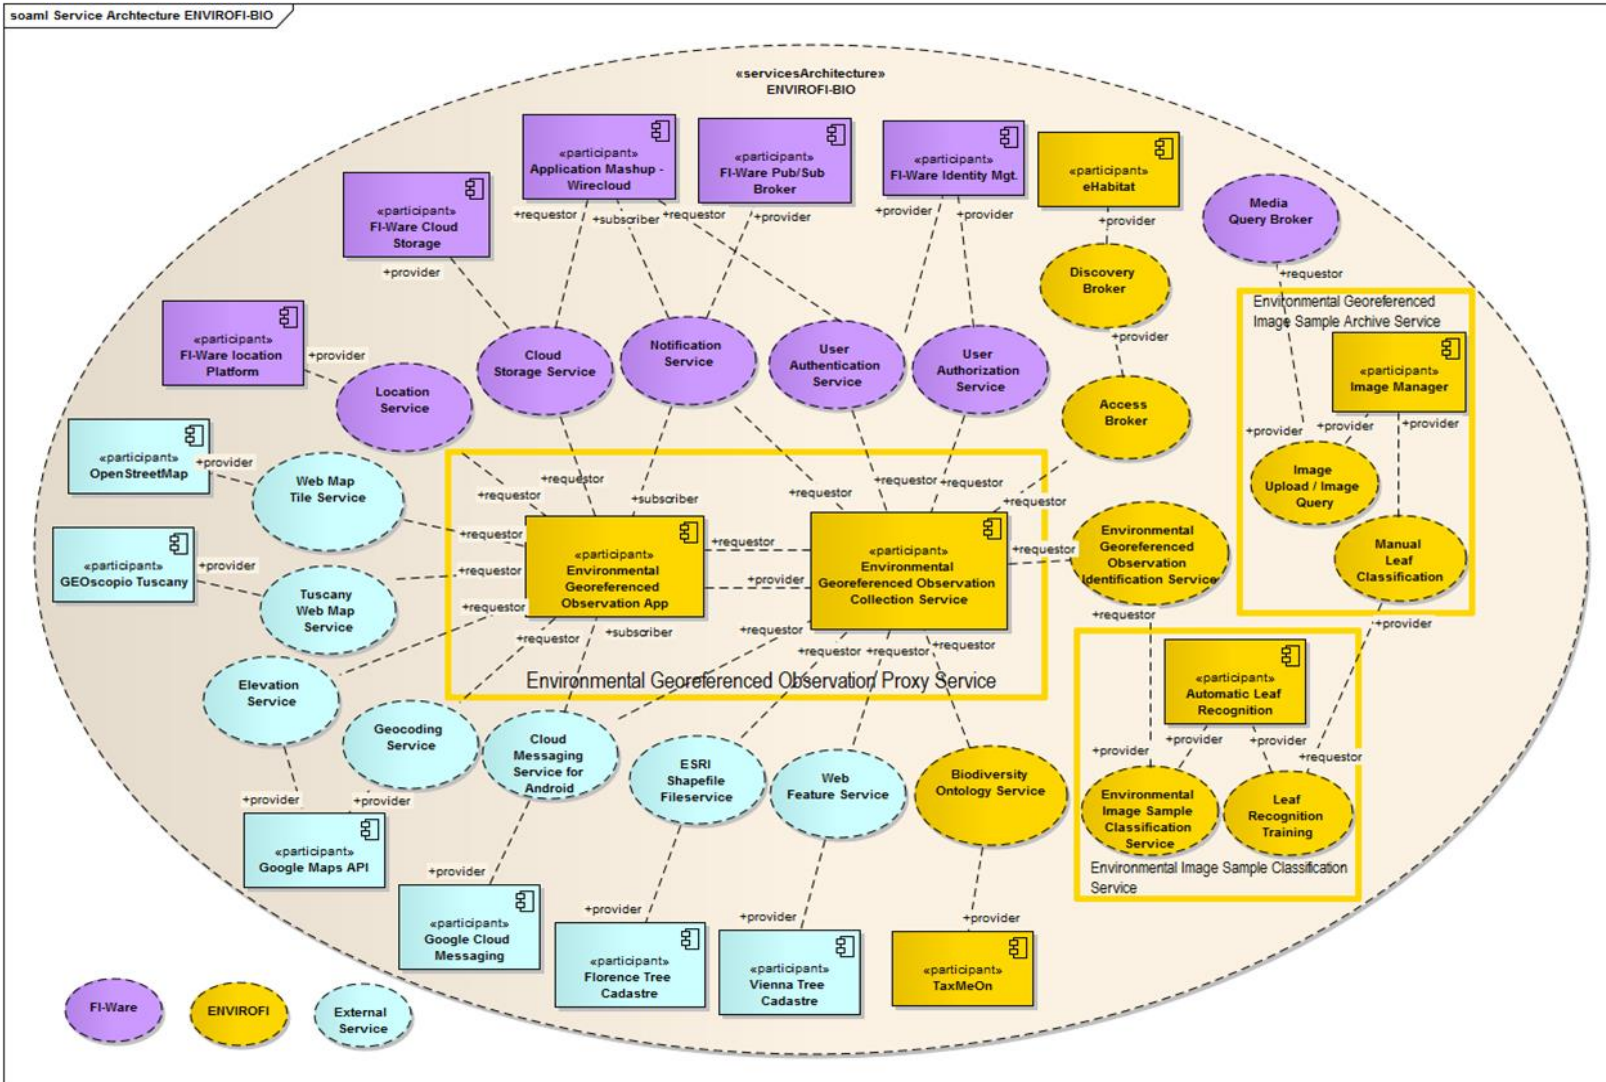 soaml Service Archtecture ENVIROFI-BIO
«servicesArchitecture»
ENVIROFI-BIO
«participant»
Application Mashup -
Wirecloud
«participant»
FI-Ware Pub/Sub
Broker
«participant»
FI-Ware Identity Mgt.
«participant»
eHabitat
«participant»
FI-Ware Cloud
Storage
Media
Query Broker
+requestor
+subscriber
+requestor
+provider
+provider
+provider
+provider
+provider
+requestor
Discovery
Broker
Environmental Georeferenced
Image Sample Archive Service
«participant»
FI-Ware location
Platform
+provider
Cloud
Storage Service
Notification
Service
User
Authentication
Service
User
Authorization
Service
+provider
«participant»
Image Manager
Location
Service
Access
Broker
+provider
+provider
+provider
«participant»
OpenStreetMap
+provider
Web Map
Tile Service
+requestor
+requestor
+subscriber
+requestor
+requestor
+requestor
+requestor
Image
Upload / Image
Query
«participant»
GEOscopio Tuscany
+provider
Tuscany
Web Map
Service
+requestor
+requestor
+requestor
«participant»
Environmental
Georeferenced
Observation App
+requestor
+provider
«participant»
Environmental
Georeferenced Observation
Collection Service
+requestor
Environmental
Georeferenced
Observation
Identification Service
Manual
Leaf
Classification
+requestor
+subscriber
+requestor
+requestor
+requestor
+requestor
+requestor
+provider
Environmental Georeferenced Observation Proxy Service
Elevation
Service
Geocoding
Service
Cloud
Messaging
Service for
Android
ESRI
Shapefile
Fileservice
Web
Feature Service
Biodiversity
Ontology Service
«participant»
Automatic Leaf
Recognition
+provider
+provider
+provider
+requestor
Environmental
Image Sample
Classification
Service
Leaf
Recognition
Training
Environmental Image Sample Classification
Service
+provider
+provider
«participant»
Google Maps API
+provider
«participant»
Google Cloud
Messaging
+provider
«participant»
Florence Tree
Cadastre
+provider
«participant»
Vienna Tree
Cadastre
+provider
«participant»
TaxMeOn
FI-Ware
ENVIROFI
External
Service